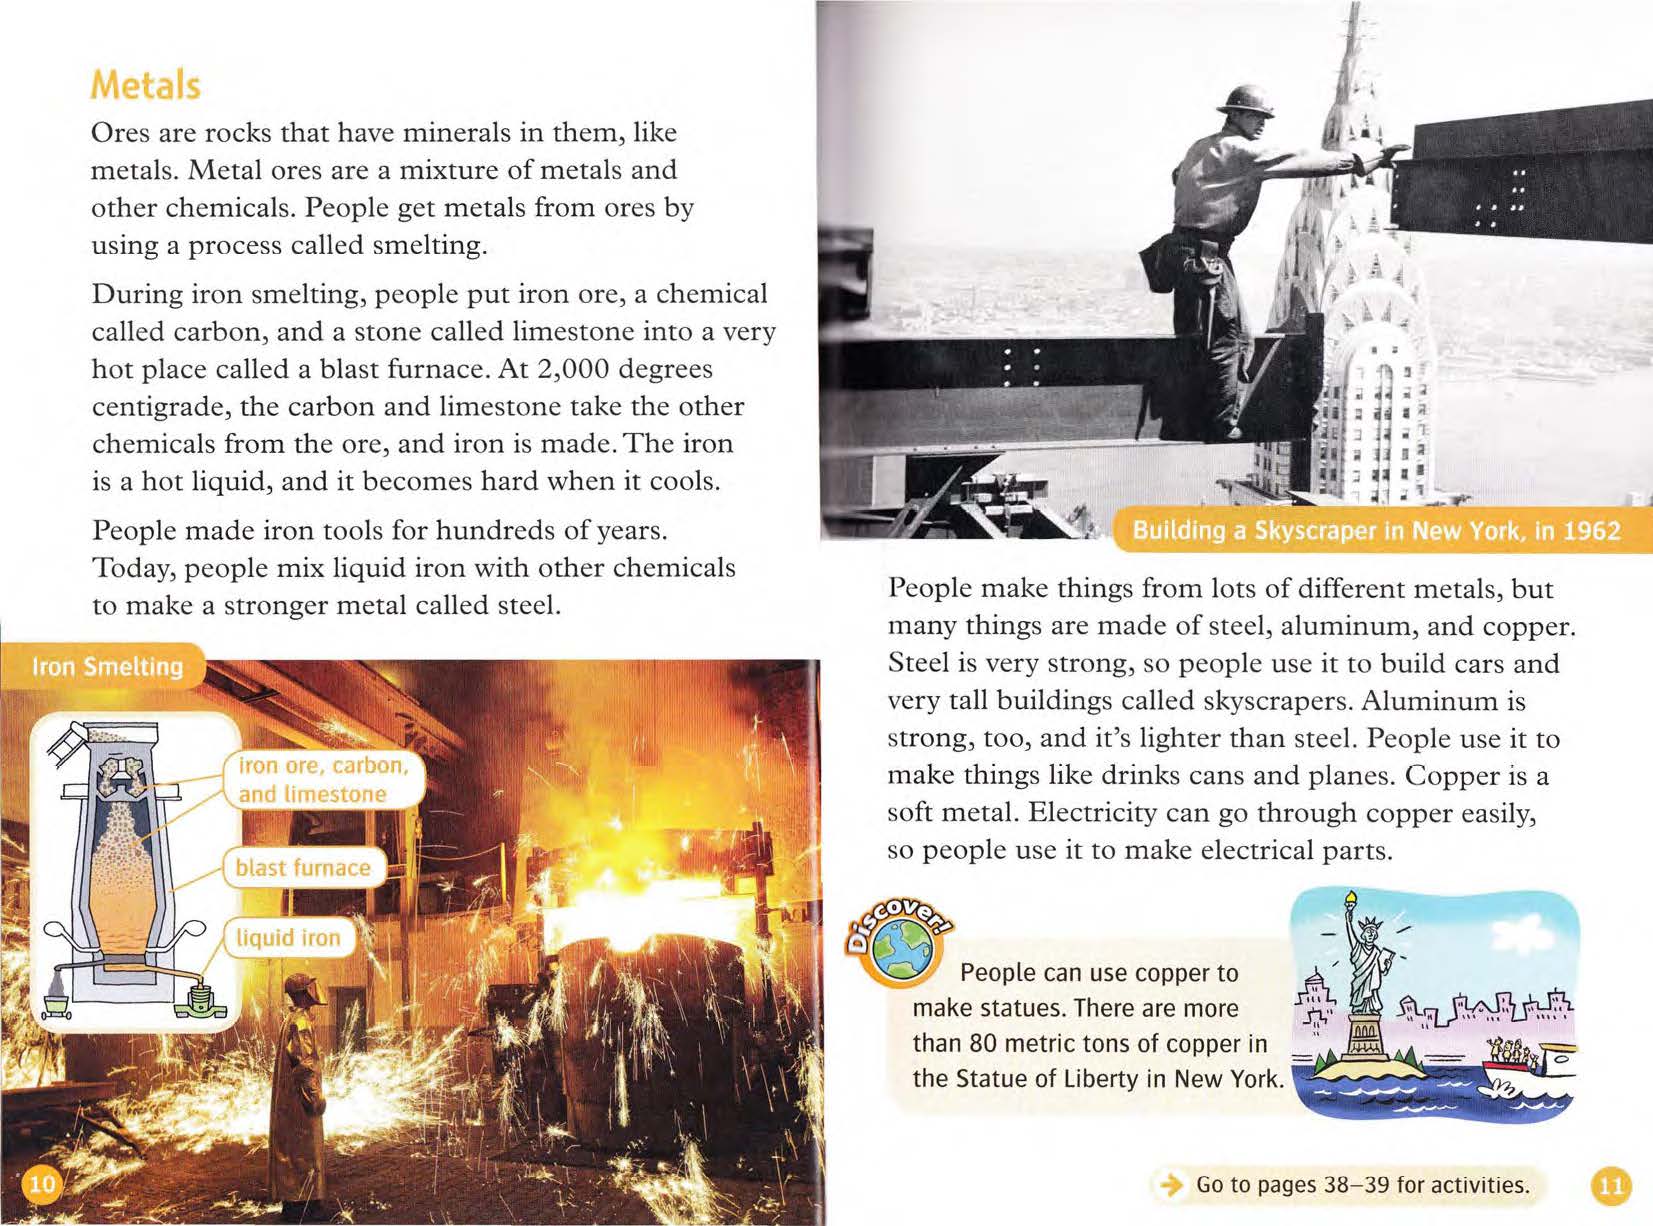 Metals
Ores are rocks that have minerals in them, like
metals. Metal ores are a mixture of metals and
other chemicals. People get metals from ores by
using a process called smelting.
During iron smelting, people put iron ore, a chemical
called carbon, and a stone called limestone into a very
hot place called a blast furnace. At 2,000 degrees
centigrade, the carbon and limestone take the other
chemicals from the ore, and iron is made. The iron
is a hot liquid, and it becomes hard when it cools.
People made iron tools for hundreds of years.
Today, people mix liquid iron with other chemicals
to make a stronger metal called steel.
Iron Smelting
iron ore, carbon,
and limestone
blast furnace
liquid iron
10
Building a Skyscraper in New York, in 1962
People make things from lots of different metals, but
many things are made of steel, aluminum, and copper.
Steel is very strong, so people use it to build cars and
very tall buildings called skyscrapers. Aluminum is
strong, too, and it's lighter than steel. People use it to
make things like drinks cans and planes. Copper is a
soft metal. Electricity can go through copper easily,
so people use it to make electrical parts.
Discover!
People can use copper to
make statues. There are more
than 80 metric tons of copper in
the Statue of Liberty in New York.
Go to pages 38–39 for activities.
11